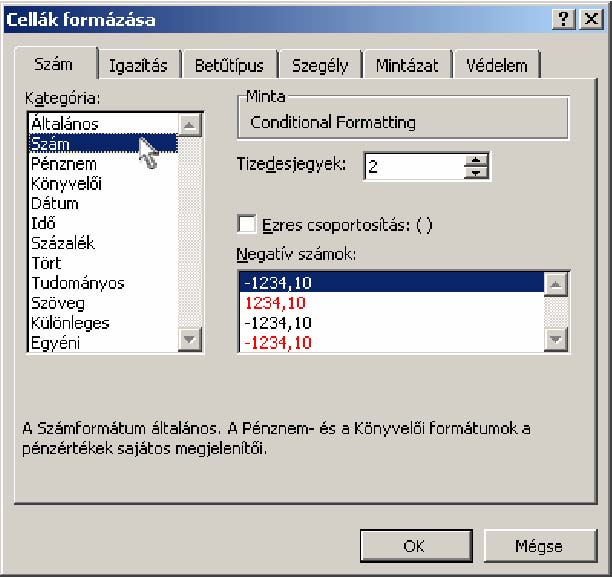 Cellák formázása
Szám Igazítás Betűtípus Szegély Mintázat Védelem
Kategória:
Általános
Szám
Pénznem
Könyvelői
Dátum
Idő
Százalék
Tört
Tudományos
Szöveg
Különleges
Egyéni
Minta
Conditional Formatting
Tizedesjegyek: 2
Ezres csoportosítás: ( )
Negatív számok:
-1234,10
1234,10
-1234,10
-1234,10
A Számformátum általános. A Pénznem- és a Könyvelői formátumok a
pénzértékek sajátos megjelenítői.
OK Mégse